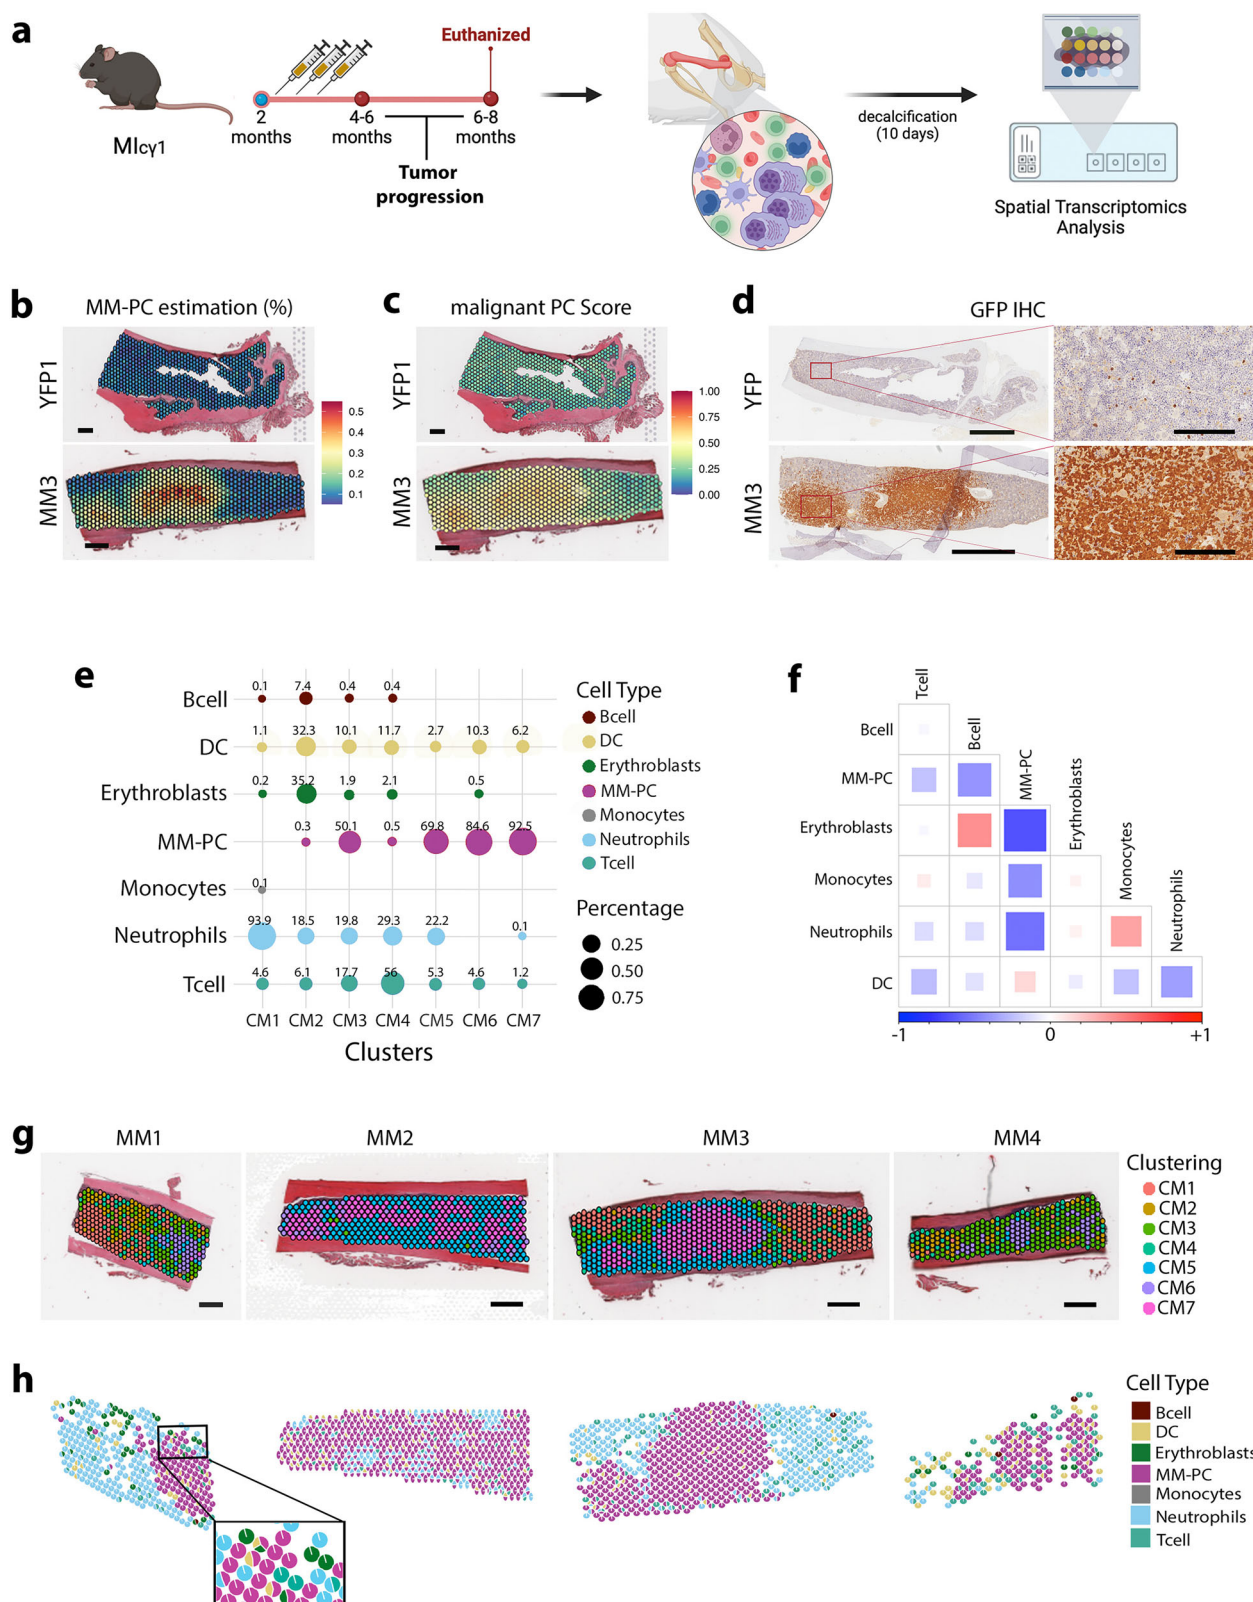 a
Euthanized
2
months
4-6
months
6-8
months
Tumor
progression
MIcγ1
decalcification
(10 days)
Spatial Transcriptomics
Analysis
b
MM-PC estimation (%)
YFP1
MM3
0.5
0.4
0.3
0.2
0.1
c
malignant PC Score
YFP1
MM3
1.00
0.75
0.50
0.25
0.00
d
GFP IHC
YFP
MM3
e
Bcell 0.1 7.4 0.4 0.4
DC 1.1 32.3 10.1 11.7 2.7 10.3 6.2
Erythroblasts 0.2 35.2 1.9 2.1 0.5
MM-PC 0.3 50.1 0.5 69.8 84.6 92.5
Monocytes 0.1
Neutrophils 93.9 18.5 19.8 29.3 22.2 0.1
Tcell 4.6 6.1 17.7 56 5.3 4.6 1.2
CM1 CM2 CM3 CM4 CM5 CM6 CM7
Clusters
Cell Type
Bcell
DC
Erythroblasts
MM-PC
Monocytes
Neutrophils
Tcell
Percentage
0.25
0.50
0.75
f
Tcell
Bcell
MM-PC
Erythroblasts
Monocytes
Neutrophils
Bcell
MM-PC
Erythroblasts
Monocytes
Neutrophils
DC
-1 0 +1
g
MM1 MM2 MM3 MM4
Clustering
CM1
CM2
CM3
CM4
CM5
CM6
CM7
h
Cell Type
Bcell
DC
Erythroblasts
MM-PC
Monocytes
Neutrophils
Tcell